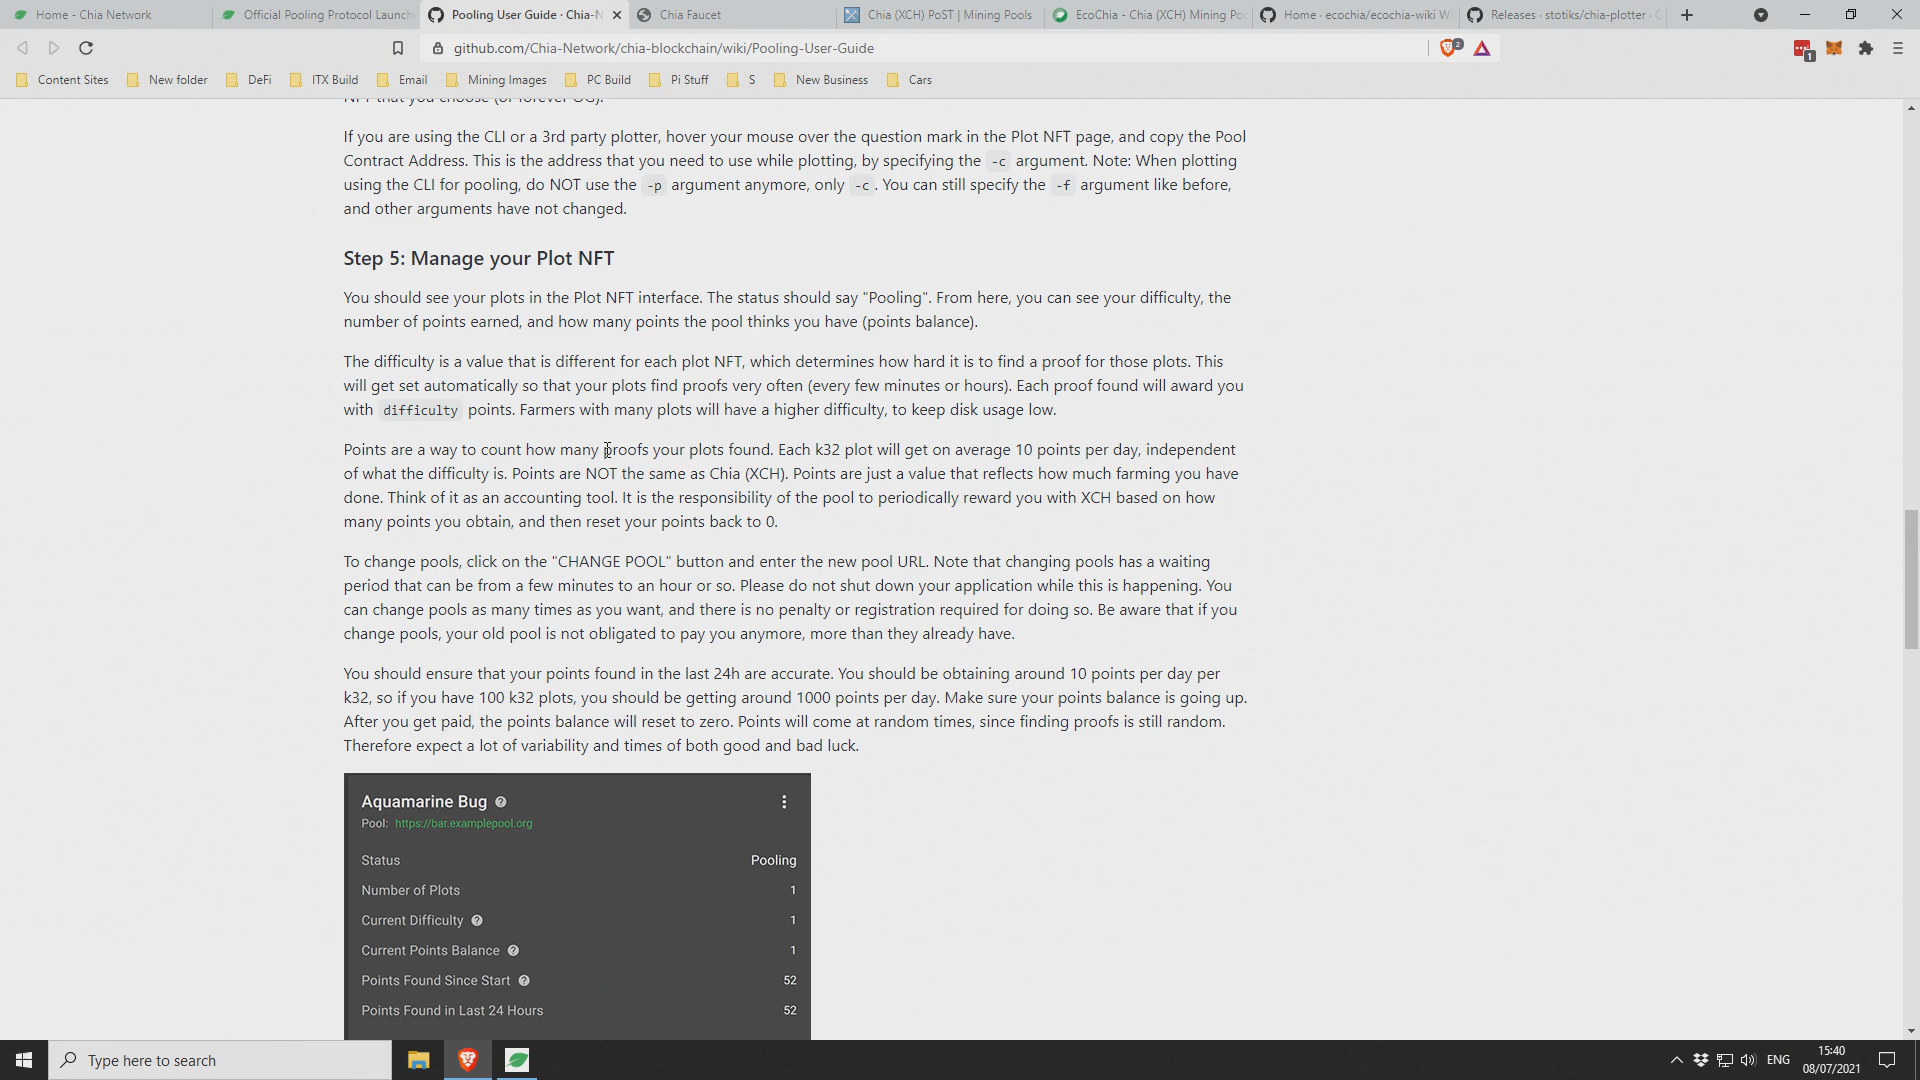 Home - Chia Network
Official Pooling Protocol Launch
Pooling User Guide · Chia-N
Chia Faucet
Chia (XCH) PoST | Mining Pools
EcoChia - Chia (XCH) Mining Poo
Home · ecochia/ecochia-wiki Wi
Releases · stotiks/chia-plotter · G
github.com/Chia-Network/chia-blockchain/wiki/Pooling-User-Guide
2
1
Content Sites
New folder
DeFi
ITX Build
Email
Mining Images
PC Build
Pi Stuff
S
New Business
Cars
NFT that you choose (or forever OG).
If you are using the CLI or a 3rd party plotter, hover your mouse over the question mark in the Plot NFT page, and copy the Pool
Contract Address. This is the address that you need to use while plotting, by specifying the -c argument. Note: When plotting
using the CLI for pooling, do NOT use the -p argument anymore, only -c. You can still specify the -f argument like before,
and other arguments have not changed.
Step 5: Manage your Plot NFT
You should see your plots in the Plot NFT interface. The status should say "Pooling". From here, you can see your difficulty, the
number of points earned, and how many points the pool thinks you have (points balance).
The difficulty is a value that is different for each plot NFT, which determines how hard it is to find a proof for those plots. This
will get set automatically so that your plots find proofs very often (every few minutes or hours). Each proof found will award you
with difficulty points. Farmers with many plots will have a higher difficulty, to keep disk usage low.
Points are a way to count how many proofs your plots found. Each k32 plot will get on average 10 points per day, independent
of what the difficulty is. Points are NOT the same as Chia (XCH). Points are just a value that reflects how much farming you have
done. Think of it as an accounting tool. It is the responsibility of the pool to periodically reward you with XCH based on how
many points you obtain, and then reset your points back to 0.
To change pools, click on the "CHANGE POOL" button and enter the new pool URL. Note that changing pools has a waiting
period that can be from a few minutes to an hour or so. Please do not shut down your application while this is happening. You
can change pools as many times as you want, and there is no penalty or registration required for doing so. Be aware that if you
change pools, your old pool is not obligated to pay you anymore, more than they already have.
You should ensure that your points found in the last 24h are accurate. You should be obtaining around 10 points per day per
k32, so if you have 100 k32 plots, you should be getting around 1000 points per day. Make sure your points balance is going up.
After you get paid, the points balance will reset to zero. Points will come at random times, since finding proofs is still random.
Therefore expect a lot of variability and times of both good and bad luck.
Aquamarine Bug
Pool: https://bar.examplepool.org
Status Pooling
Number of Plots 1
Current Difficulty 1
Current Points Balance 1
Points Found Since Start 52
Points Found in Last 24 Hours 52
Type here to search
ENG
15:40
08/07/2021